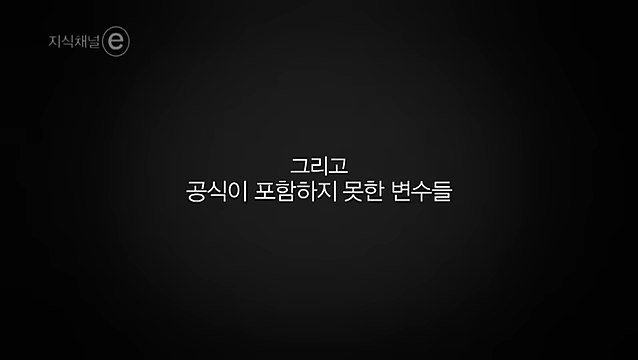 지식채널 e
그리고
공식이 포함하지 못한 변수들